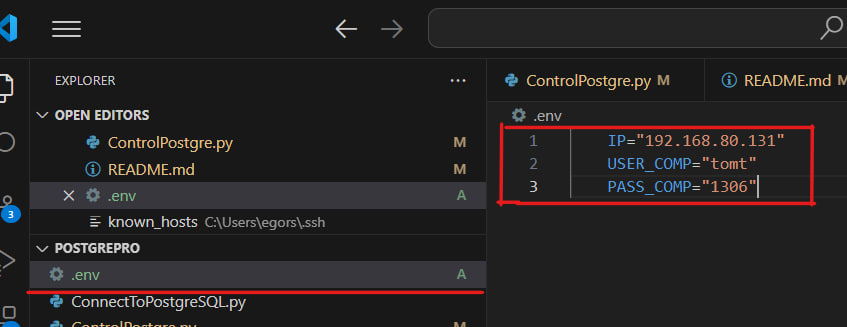 EXPLORER
...
OPEN EDITORS
ControlPostgre.py M
README.md M
.env A
known_hosts C:\Users\egors\.ssh
POSTGREPRO
.env A
ConnectToPostgreSQL.py
ControlPostgre.py
3
ControlPostgre.py M
README.md M
.env
1 IP="192.168.80.131"
2 USER_COMP="tomt"
3 PASS_COMP="1306"